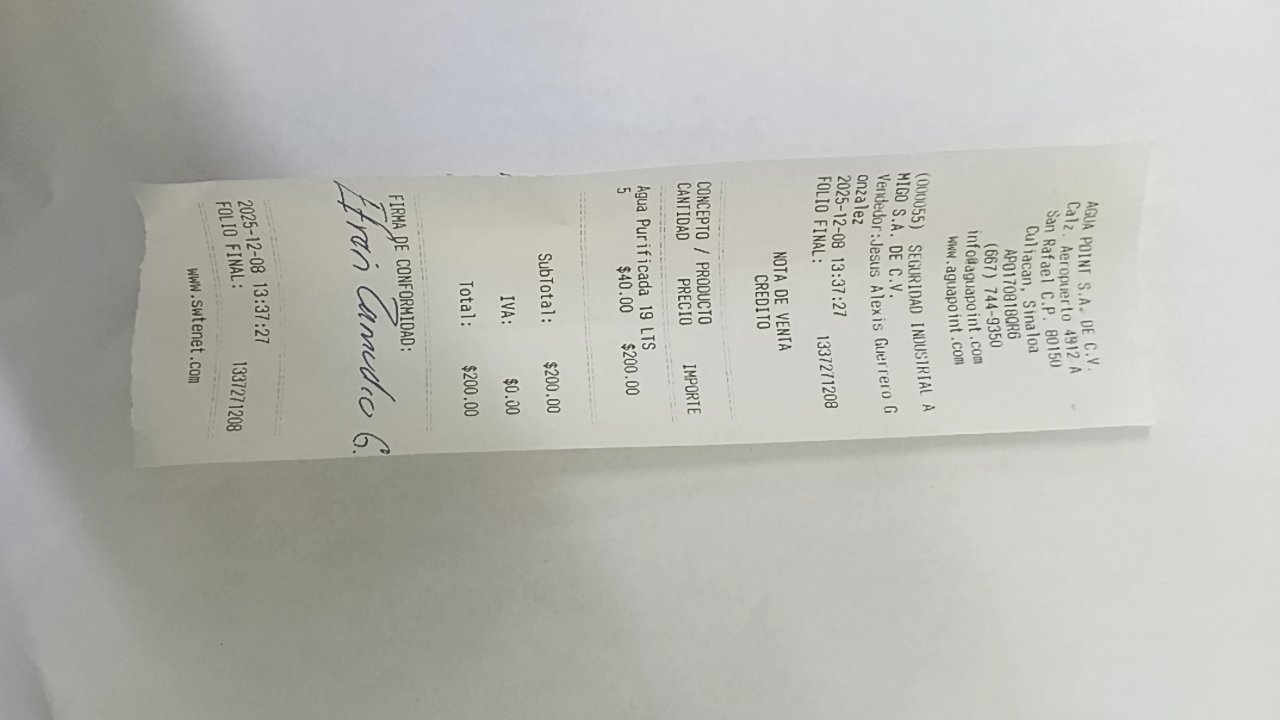 AGUA POINT S.A. DE C.V.
Calz. Aeropuerto 4912 A
San Rafael C.P. 80150
Culiacan, Sinaloa
APO170818QR6
(667) 744-9350
info@aguapoint.com
www.aguapoint.com
(000055) SEGURIDAD INDUSTRIAL A
MIGO S.A. DE C.V.
Vendedor:Jesus Alexis Guerrero G
onzalez
2025-12-08 13:37:27
FOLIO FINAL: 1337271208
NOTA DE VENTA
CREDITO
CONCEPTO / PRODUCTO
CANTIDAD PRECIO IMPORTE
Agua Purificada 19 LTS
5 $40.00 $200.00
SubTotal: $200.00
IVA: $0.00
Total: $200.00
FIRMA DE CONFORMIDAD:
Zamudio G.
2025-12-08 13:37:27
FOLIO FINAL: 1337271208
www.swtenet.com